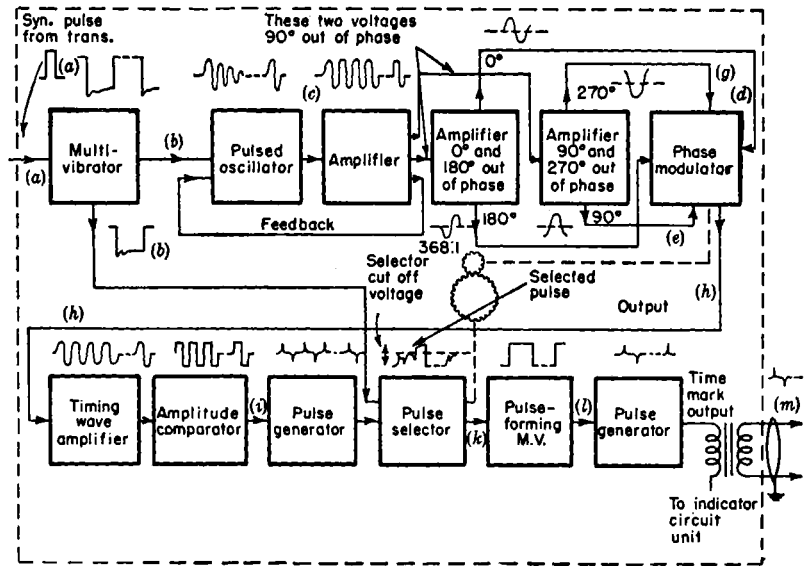 Syn. pulse
from trans.
(a)
These two voltages
90° out of phase
0°
(c)
270°
(g)
(d)
Multi-
vibrator
(b)
Pulsed
oscillator
Amplifier
Amplifier
0° and
180° out
of phase
Amplifier
90° and
270° out
of phase
Phase
modulator
(a)
Feedback
180°
90°
(e)
(b)
368:1
Selector
cut off
voltage
Selected
pulse
(h)
Output
(h)
Timing
wave
amplifier
Amplitude
comparator
(i)
Pulse
generator
Pulse
selector
(k)
Pulse-
forming
M.V.
(l)
Pulse
generator
Time
mark
output
(m)
To indicator
circuit
unit